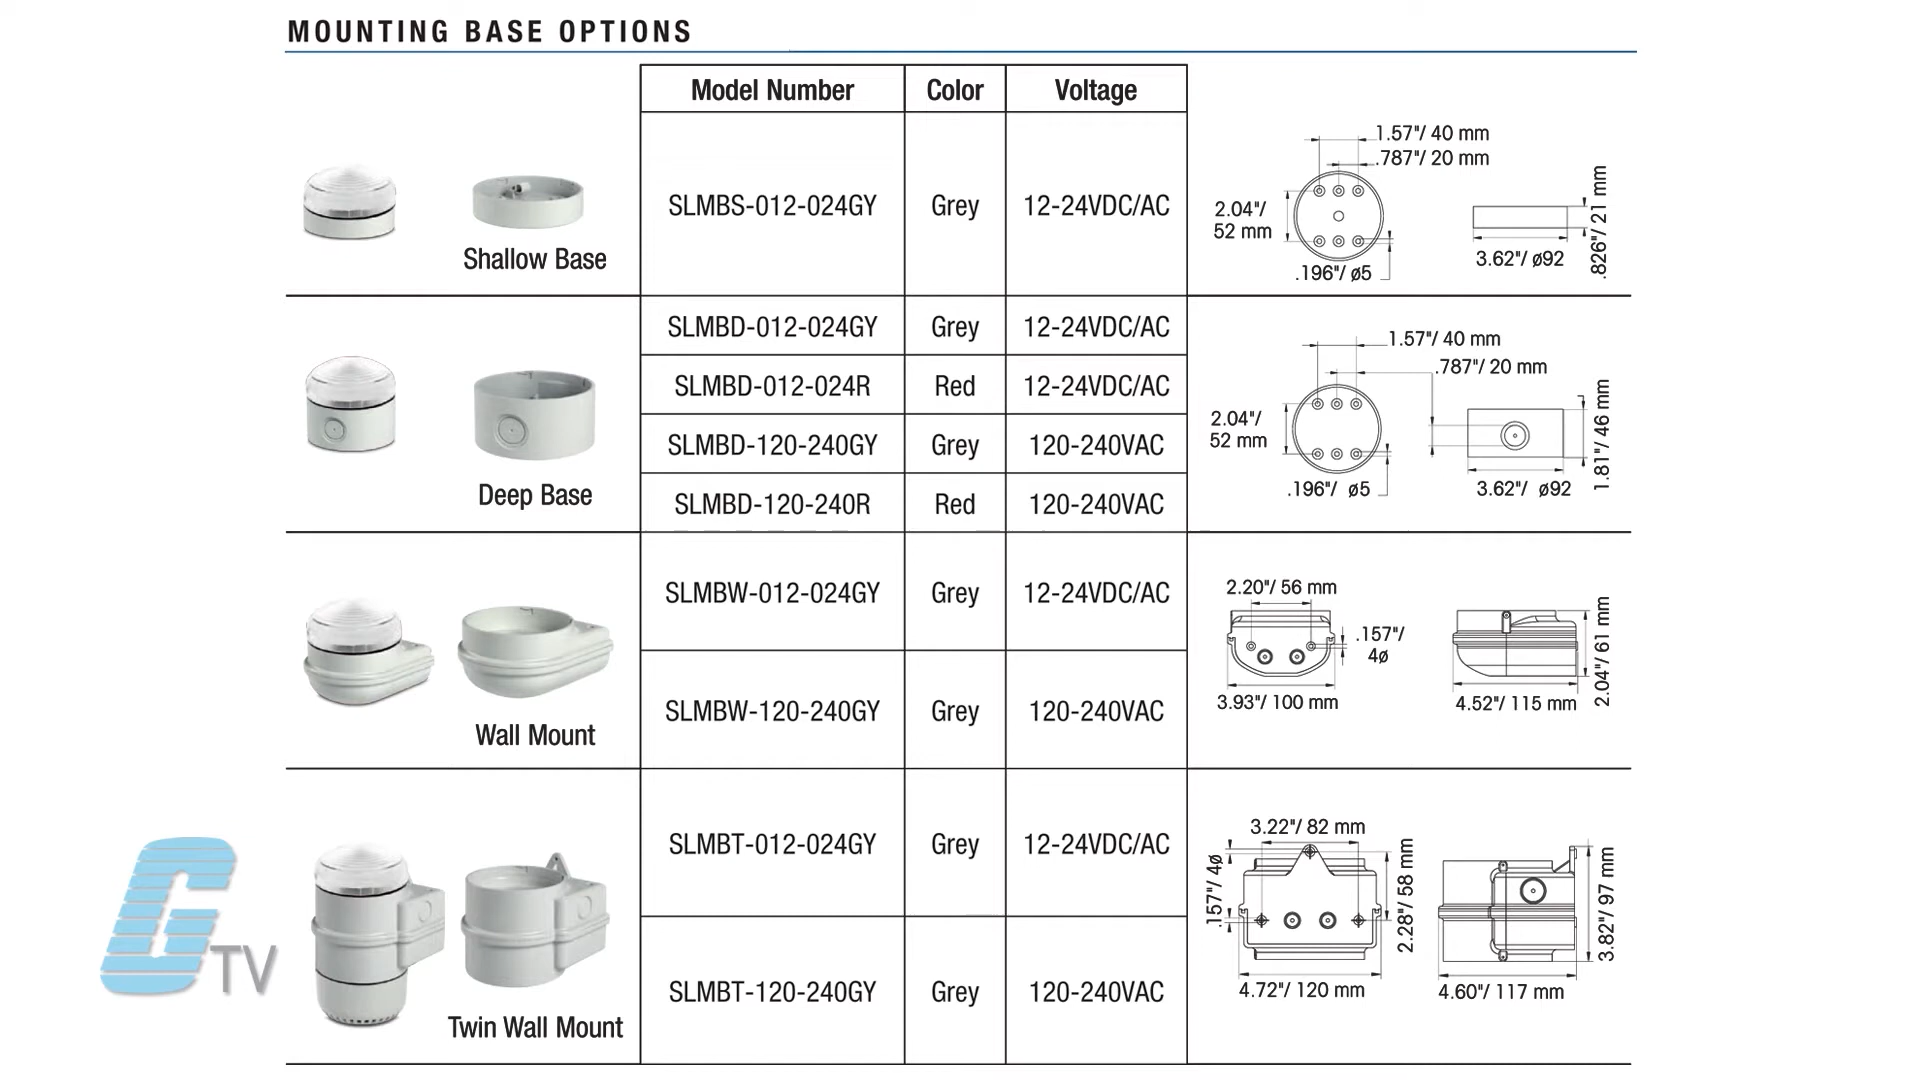 MOUNTING BASE OPTIONS
Model Number Color Voltage
Shallow Base
SLMBS-012-024GY Grey 12-24VDC/AC
1.57"/ 40 mm
.787"/ 20 mm
2.04"/
52 mm
.196"/ ø5
3.62"/ ø92
.826"/ 21 mm
Deep Base
SLMBD-012-024GY Grey 12-24VDC/AC
SLMBD-012-024R Red 12-24VDC/AC
SLMBD-120-240GY Grey 120-240VAC
SLMBD-120-240R Red 120-240VAC
1.57"/ 40 mm
.787"/ 20 mm
2.04"/
52 mm
.196"/ ø5
3.62"/ ø92
1.81"/ 46 mm
Wall Mount
SLMBW-012-024GY Grey 12-24VDC/AC
SLMBW-120-240GY Grey 120-240VAC
2.20"/ 56 mm
.157"/
4ø
3.93"/ 100 mm
4.52"/ 115 mm
2.04"/ 61 mm
Twin Wall Mount
SLMBT-012-024GY Grey 12-24VDC/AC
SLMBT-120-240GY Grey 120-240VAC
3.22"/ 82 mm
.157"/ 4ø
2.28"/ 58 mm
4.72"/ 120 mm
4.60"/ 117 mm
3.82"/ 97 mm
C TV